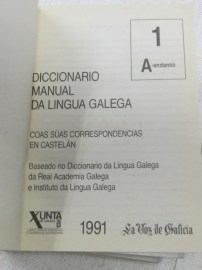 1
A-andamio
DICCIONARIO
MANUAL
DA LINGUA GALEGA
COAS SÚAS CORRESPONDENCIAS
EN CASTELÁN
Baseado no Diccionario da Lingua Galega
da Real Academia Galega
e Instituto da Lingua Galega
XUNTA
1991
La Voz de Galicia